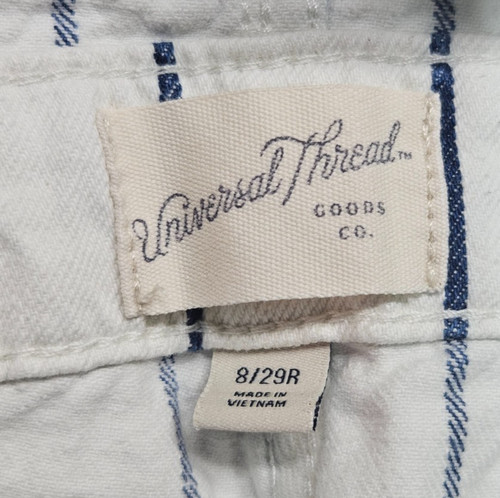 Universal Thread™
GOODS
CO.
8/29R
MADE IN
VIETNAM